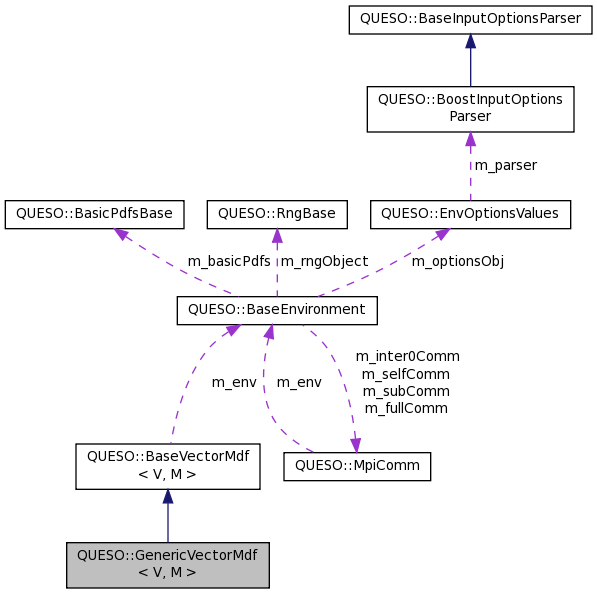 QUESO::BaseInputOptionsParser
QUESO::BoostInputOptions
Parser
m_parser
QUESO::BasicPdfsBase
QUESO::RngBase
QUESO::EnvOptionsValues
m_basicPdfs
m_rngObject
m_optionsObj
QUESO::BaseEnvironment
m_env
m_env
m_inter0Comm
m_selfComm
m_subComm
m_fullComm
QUESO::BaseVectorMdf
< V, M >
QUESO::MpiComm
QUESO::GenericVectorMdf
< V, M >